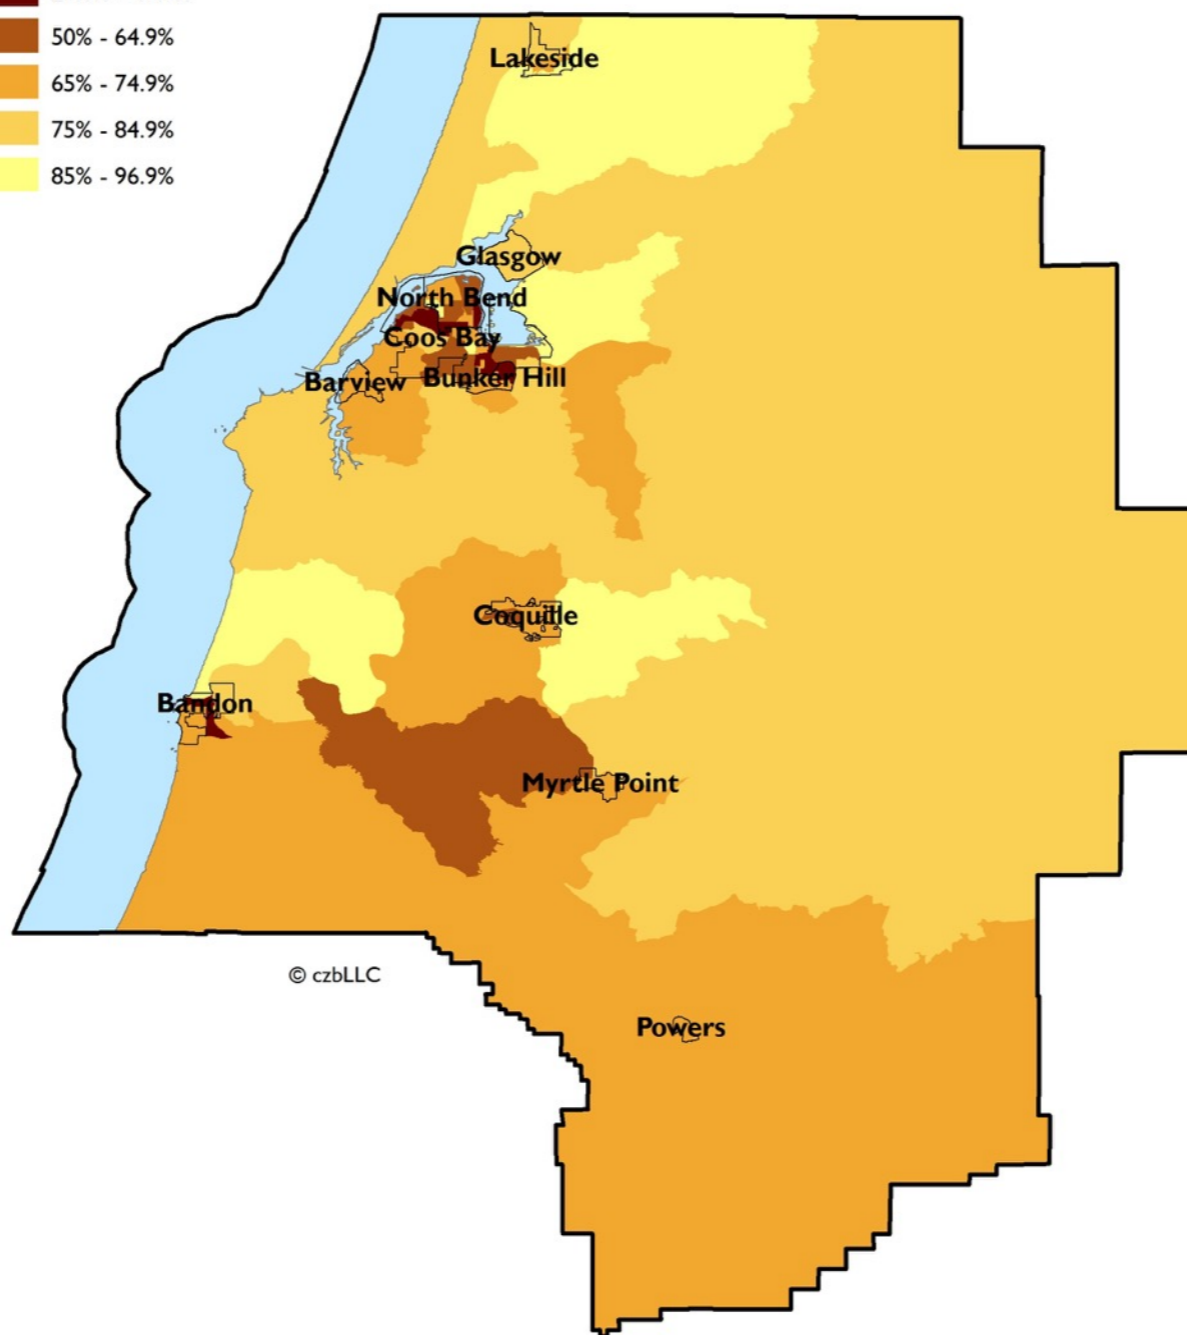 50% - 64.9%
65% - 74.9%
75% - 84.9%
85% - 96.9%
Lakeside
Glasgow
North Bend
Coos Bay
Barview
Bunker Hill
Coquille
Bandon
Myrtle Point
© czbLLC
Powers